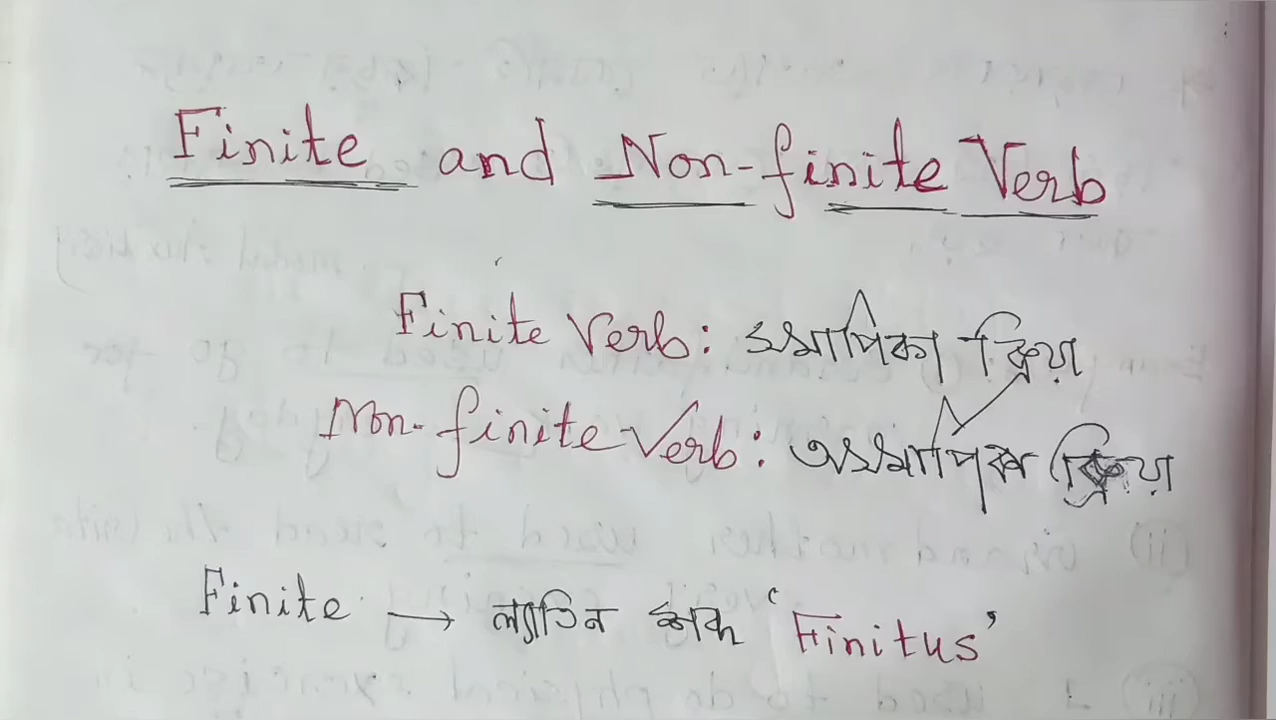 Finite and Non-finite Verb
Finite Verb: সমাপিকা ক্রিয়া
Non-finite Verb: অসমাপিকা ক্রিয়া
Finite → ল্যাতিন শব্দ 'Finitus'